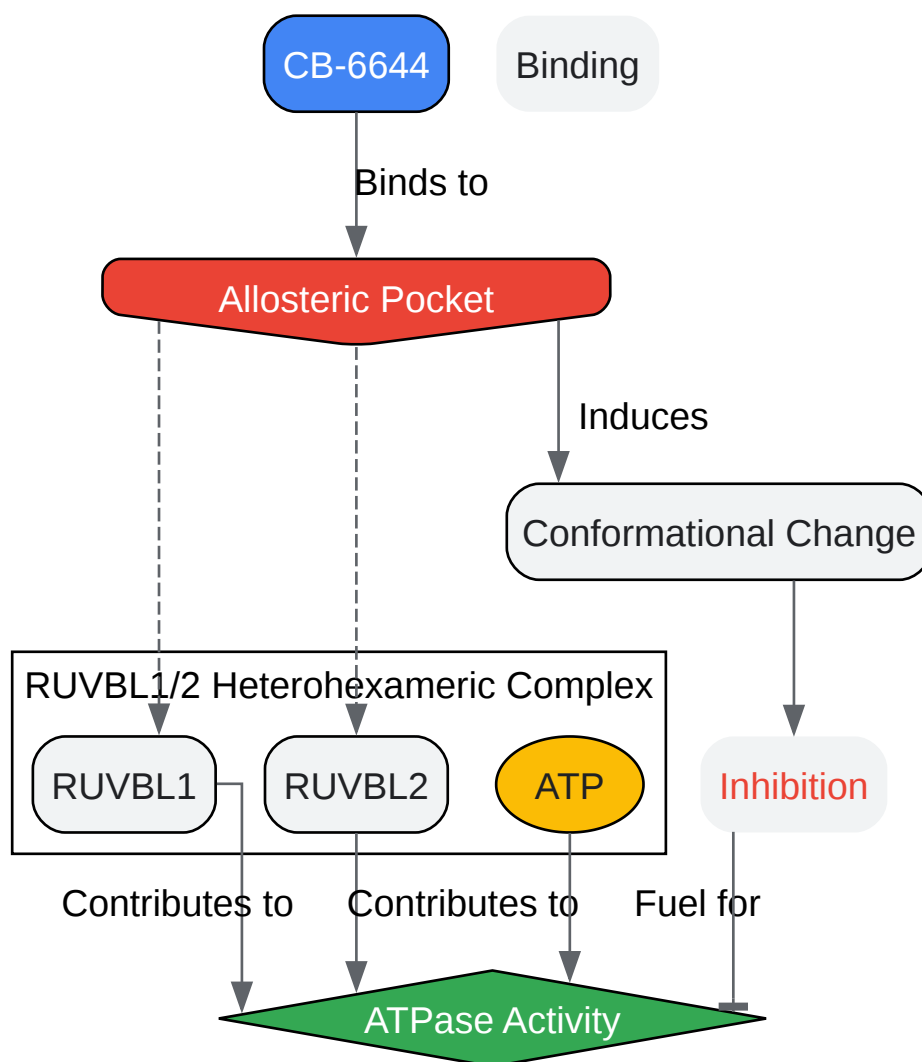 CB-6644
Binding
Binds to
Allosteric Pocket
Induces
Conformational Change
RUVBL1/2 Heterohexameric Complex
RUVBL1
RUVBL2
ATP
Inhibition
Contributes to
Contributes to
Fuel for
ATPase Activity